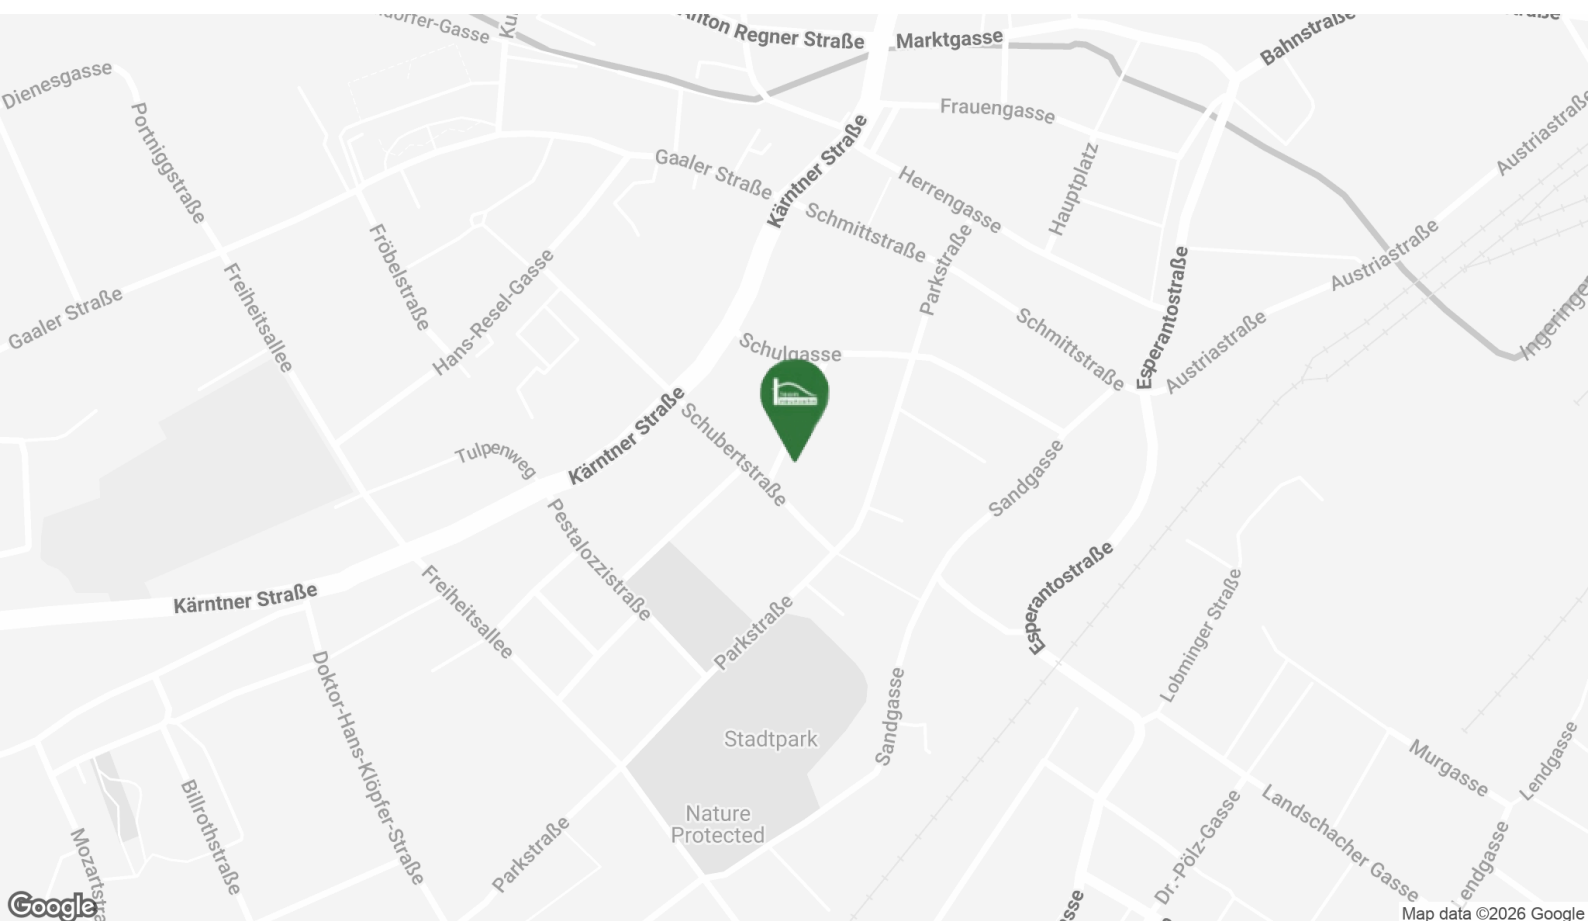 Anton Regner Straße
Marktgasse
Bahnstraße
Dienesgasse
Portniggstraße
Frauengasse
Austriastraße
Gaaler Straße
Kärntner Straße
Herrengasse
Hauptplatz
Schmittstraße
Fröbelstraße
Parkstraße
Freiheitsallee
Hans-Resel-Gasse
Esperantostraße
Austriastraße
Gaaler Straße
Schmittstraße
Austriastraße
Schulgasse
Kärntner Straße
Schubertstraße
Tulpenweg
Sandgasse
Pestalozzistraße
Esperantostraße
Kärntner Straße
Freiheitsallee
Parkstraße
Lobminger Straße
Doktor-Hans-Klöpfer-Straße
Sandgasse
Stadtpark
Murgasse
Lendgasse
Billrothstraße
Nature
Protected
Landschacher Gasse
Dr.-Pölz-Gasse
Parkstraße
Lendgasse
Google
Map data ©2026 Google